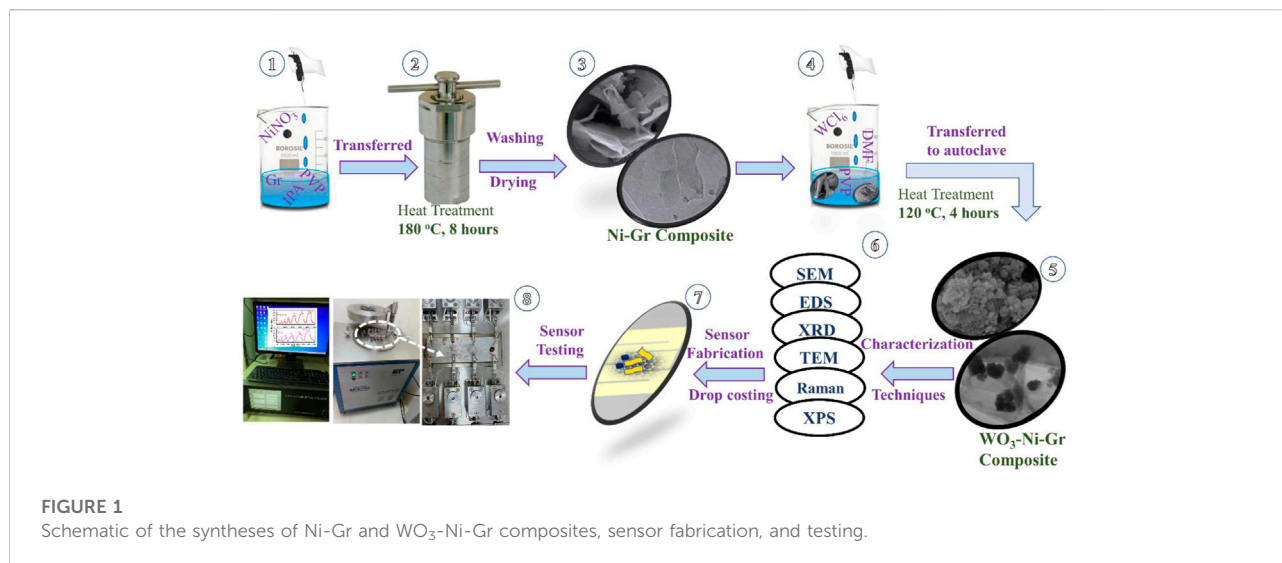 ①
NiNO3
BOROSIL
Gr
IPA
PVP
Transferred
②
Heat Treatment
180 °C, 8 hours
Washing
Drying
③
Ni-Gr Composite
④
WCl6
BOROSIL
DMF
PVP
Transferred
to autoclave
Heat Treatment
120 °C, 4 hours
⑤
WO3-Ni-Gr
Composite
Characterization
Techniques
⑥
SEM
EDS
XRD
TEM
Raman
XPS
Sensor
Fabrication
Drop costing
⑦
Sensor
Testing
⑧
FIGURE 1
Schematic of the syntheses of Ni-Gr and WO3-Ni-Gr composites, sensor fabrication, and testing.